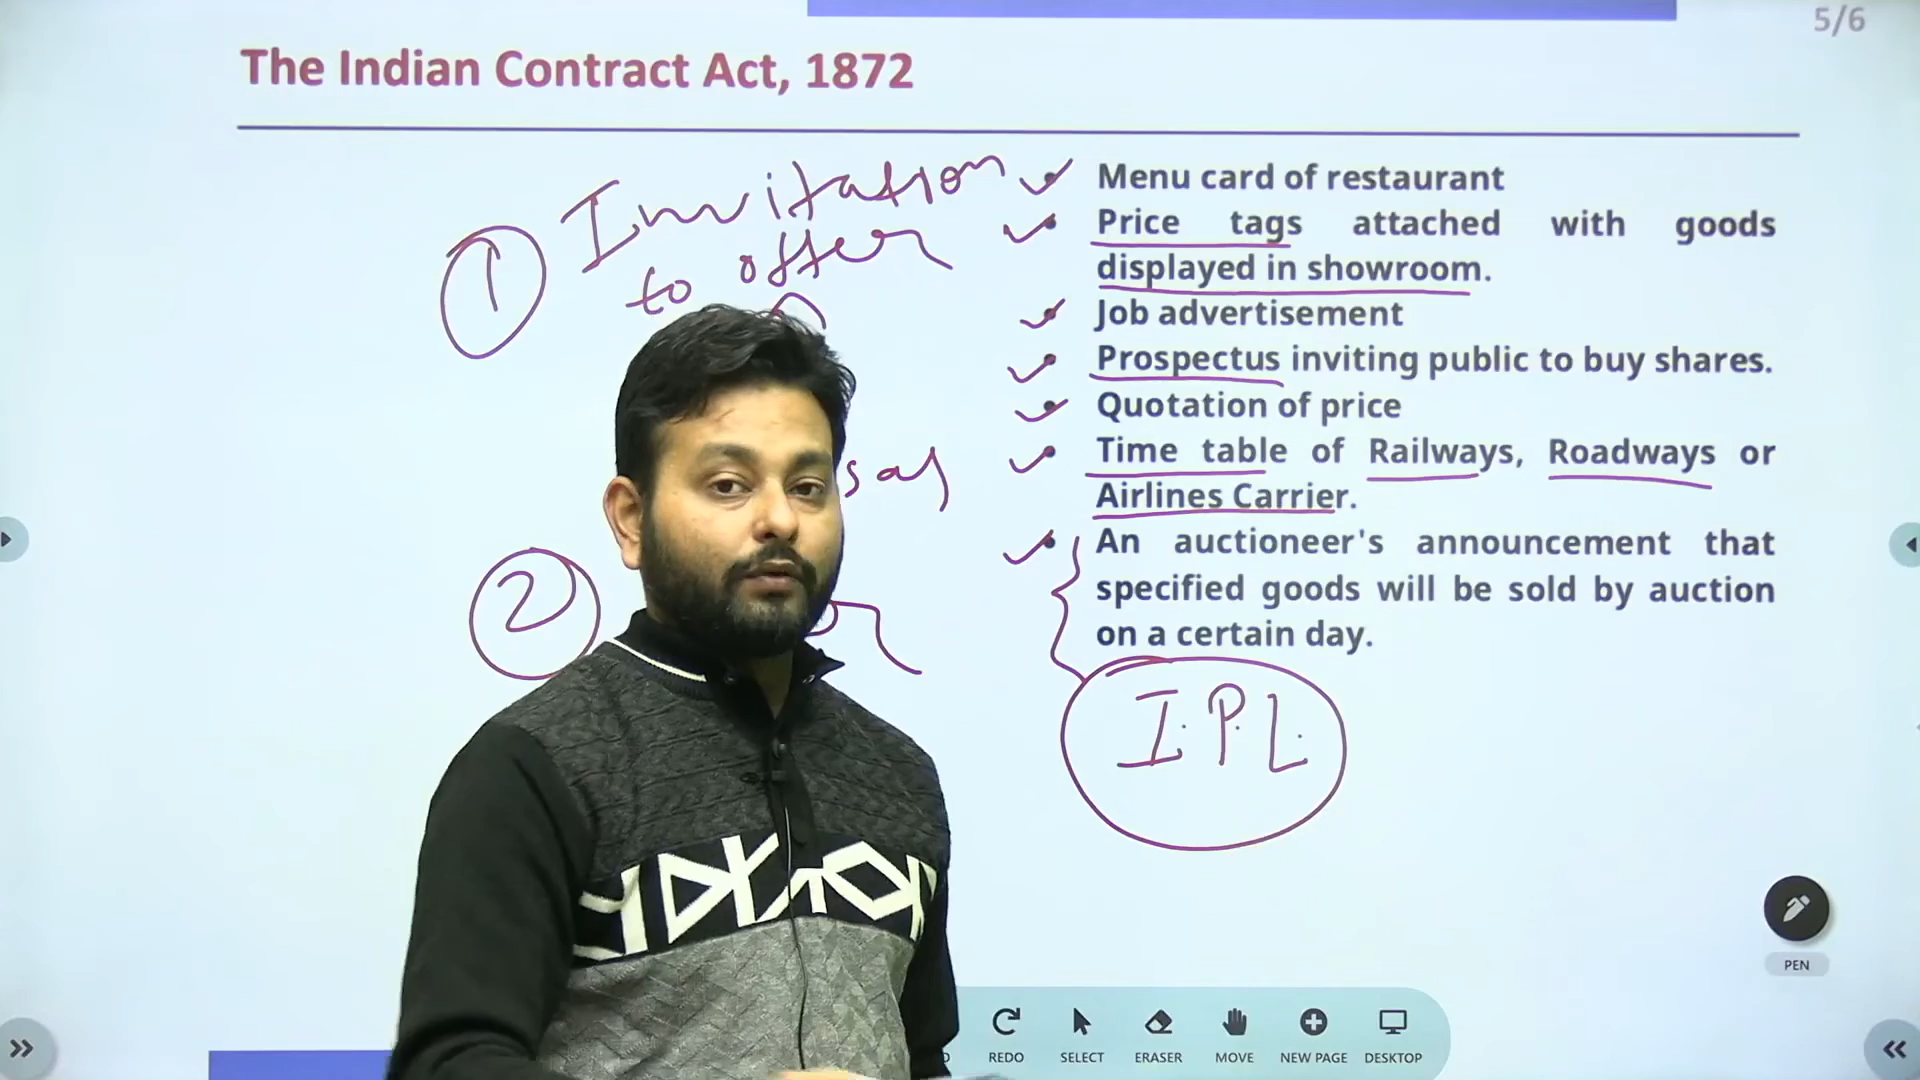 5/6
The Indian Contract Act, 1872
1 Invitation
to offer
2
Menu card of restaurant
Price tags attached with goods
displayed in showroom.
Job advertisement
Prospectus inviting public to buy shares.
Quotation of price
Time table of Railways, Roadways or
Airlines Carrier.
An auctioneer's announcement that
specified goods will be sold by auction
on a certain day.
I.P.L.
PEN
REDO SELECT ERASER MOVE NEW PAGE DESKTOP